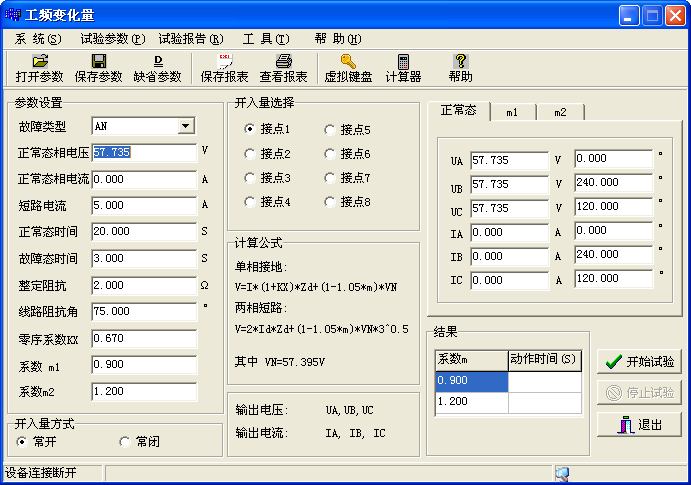 工频变化量
系 统(S) 试验参数(P) 试验报告(R) 工 具(T) 帮 助(H)
打开参数 保存参数 缺省参数 保存报表 查看报表 虚拟键盘 计算器 帮助
参数设置
故障类型 AN
正常态相电压 57.735 V
正常态相电流 0.000 A
短路电流 5.000 A
正常态时间 20.000 S
故障态时间 3.000 S
整定阻抗 2.000 Ω
线路阻抗角 75.000 °
零序系数KX 0.670
系数 m1 0.900
系数m2 1.200
开入量方式
常开 常闭
开入量选择
接点1 接点5
接点2 接点6
接点3 接点7
接点4 接点8
计算公式
单相接地:
V=I*(1+KX)*Zd+(1-1.05*m)*VN
两相短路:
V=2*Id*Zd+(1-1.05*m)*VN*3^0.5
其中 VN=57.395V
输出电压: UA,UB,UC
输出电流: IA, IB, IC
正常态 m1 m2
UA 57.735 V 0.000 °
UB 57.735 V 240.000 °
UC 57.735 V 120.000 °
IA 0.000 A 0.000 °
IB 0.000 A 240.000 °
IC 0.000 A 120.000 °
结果
系数m 动作时间(S)
0.900
1.200
开始试验
停止试验
退出
设备连接断开